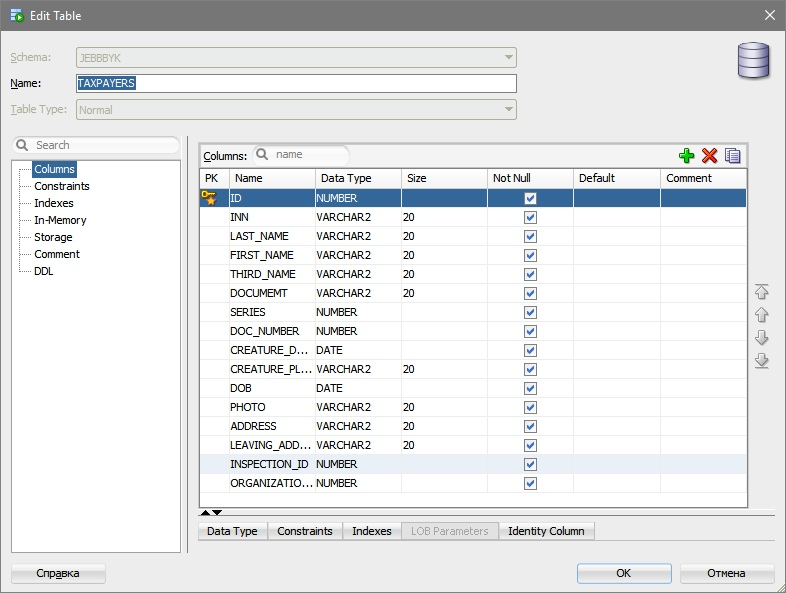 Edit Table
Schema: JEBBBYK
Name: TAXPAYERS
Table Type: Normal
Search
Columns
Constraints
Indexes
In-Memory
Storage
Comment
DDL
Columns: name
PK Name Data Type Size Not Null Default Comment
ID NUMBER
INN VARCHAR2 20
LAST_NAME VARCHAR2 20
FIRST_NAME VARCHAR2 20
THIRD_NAME VARCHAR2 20
DOCUMEMT VARCHAR2 20
SERIES NUMBER
DOC_NUMBER NUMBER
CREATURE_D... DATE
CREATURE_PL... VARCHAR2 20
DOB DATE
PHOTO VARCHAR2 20
ADDRESS VARCHAR2 20
LEAVING_ADD... VARCHAR2 20
INSPECTION_ID NUMBER
ORGANIZATIO... NUMBER
Data Type Constraints Indexes LOB Parameters Identity Column
Справка OK Отмена